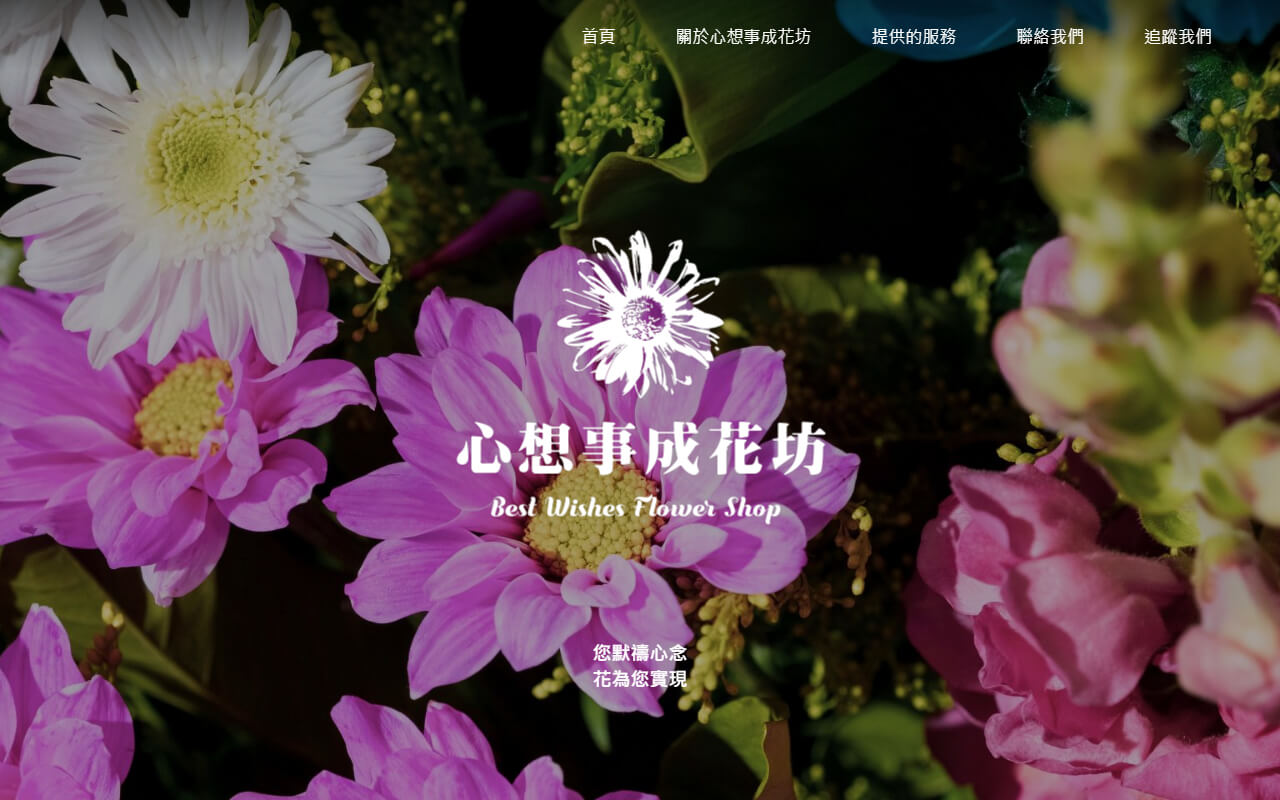 首頁
關於心想事成花坊
提供的服務
聯絡我們
追蹤我們
心想事成花坊
Best Wishes Flower Shop
您默禱心念
花為您實現